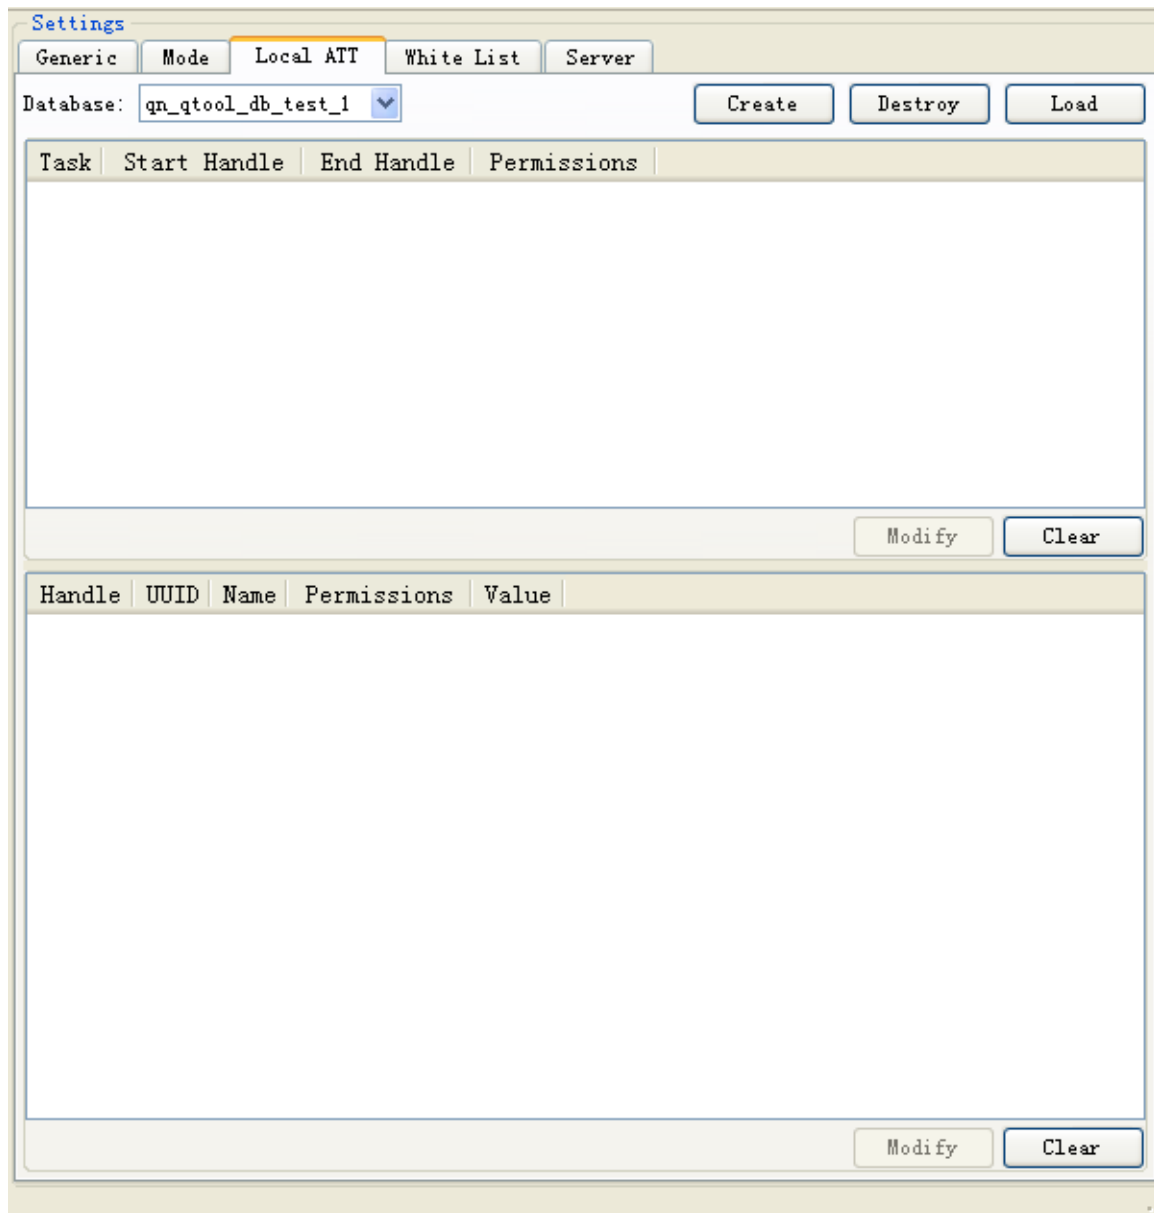 Settings
Generic Mode Local ATT White List Server
Database: qn_qtool_db_test_1 Create Destroy Load
Task Start Handle End Handle Permissions
Modify Clear
Handle UUID Name Permissions Value
Modify Clear